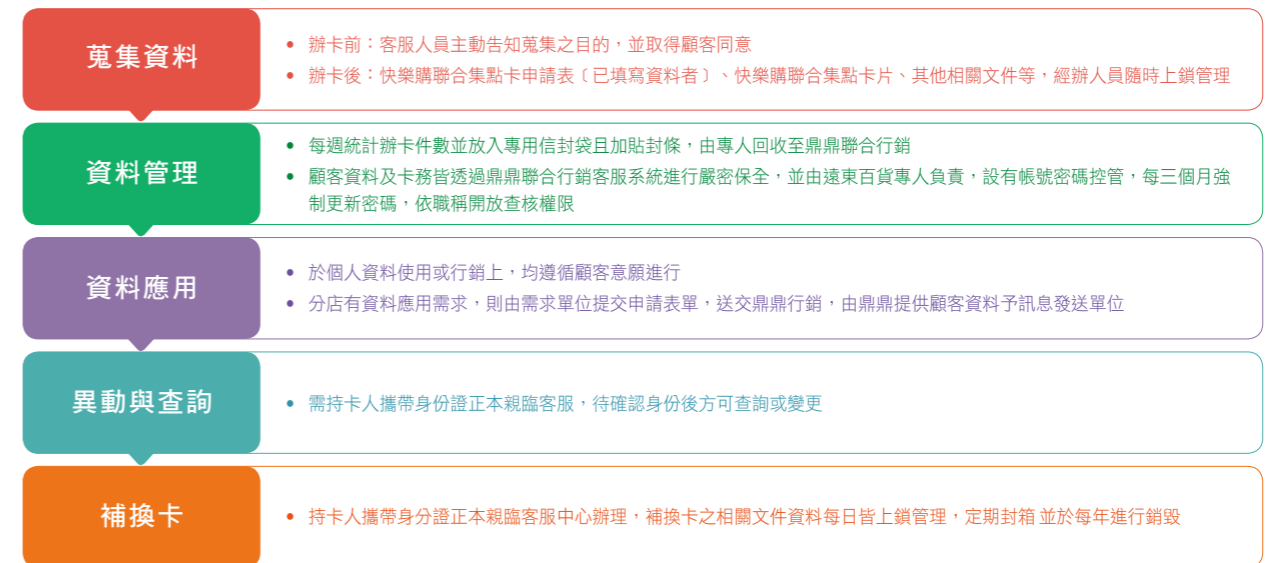 蒐集資料
• 辦卡前：客服人員主動告知蒐集之目的，並取得顧客同意
• 辦卡後：快樂購聯合集點卡申請表﹝已填寫資料者﹞、快樂購聯合集點卡片、其他相關文件等，經辦人員隨時上鎖管理
資料管理
• 每週統計辦卡件數並放入專用信封袋且加貼封條，由專人回收至鼎鼎聯合行銷
• 顧客資料及卡務皆透過鼎鼎聯合行銷客服系統進行嚴密保全，並由遠東百貨專人負責，設有帳號密碼控管，每三個月強
制更新密碼，依職稱開放查核權限
資料應用
• 於個人資料使用或行銷上，均遵循顧客意願進行
• 分店有資料應用需求，則由需求單位提交申請表單，送交鼎鼎行銷，由鼎鼎提供顧客資料予訊息發送單位
異動與查詢
• 需持卡人攜帶身份證正本親臨客服，待確認身份後方可查詢或變更
補換卡
• 持卡人攜帶身分證正本親臨客服中心辦理，補換卡之相關文件資料每日皆上鎖管理，定期封箱 並於每年進行銷毀